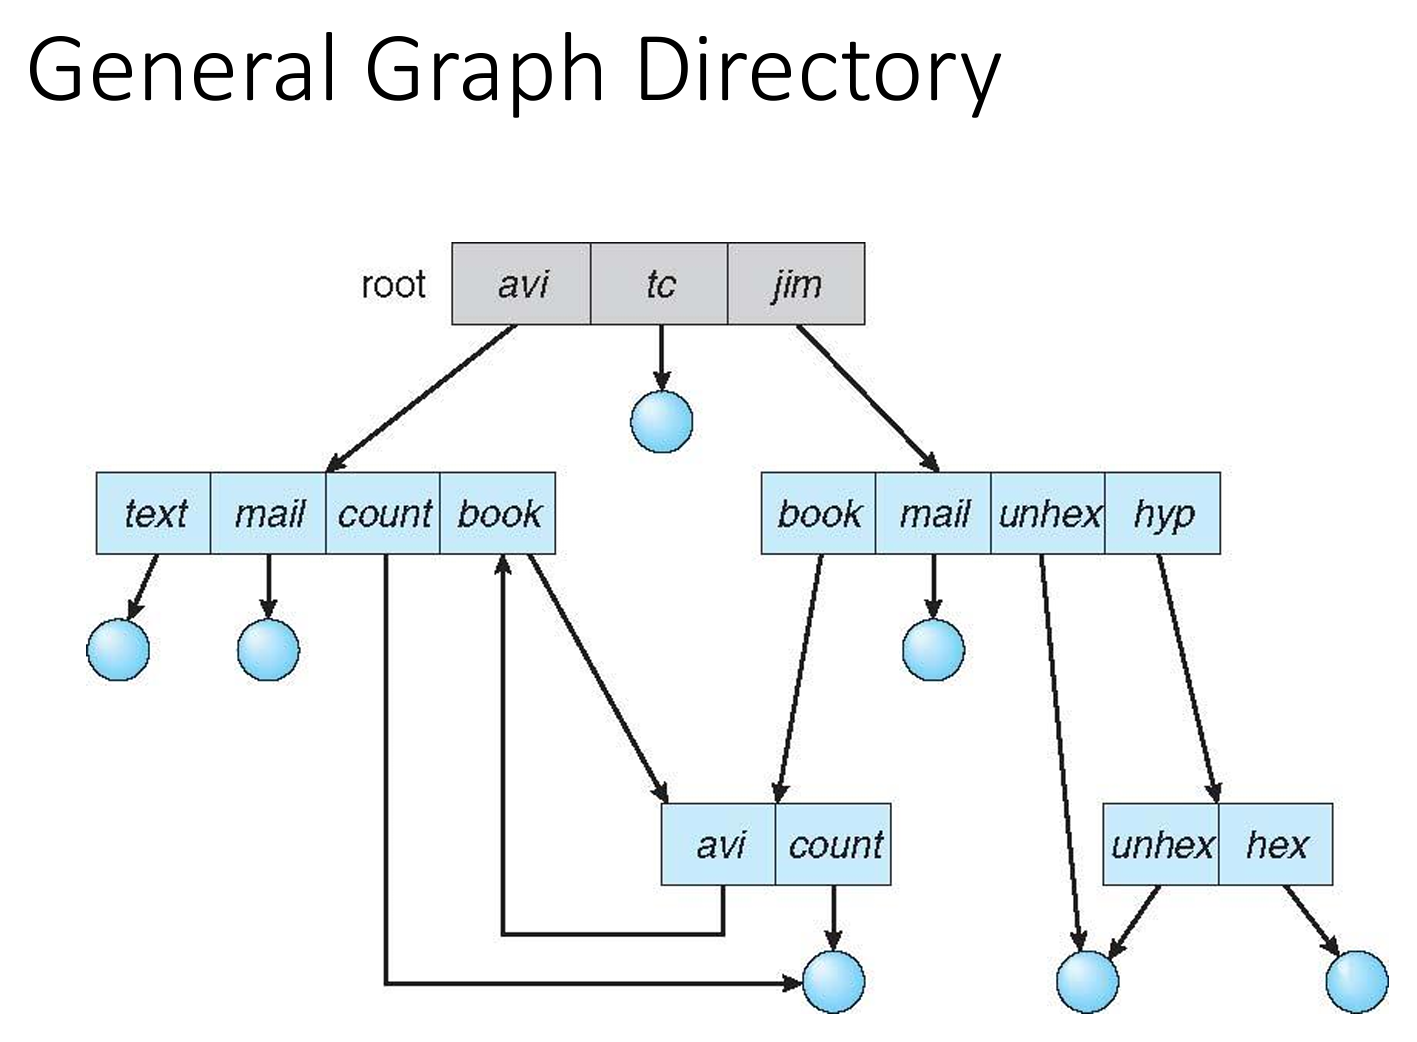 General Graph Directory
root avi tc jim
text mail count book
book mail unhex hyp
avi count
unhex hex